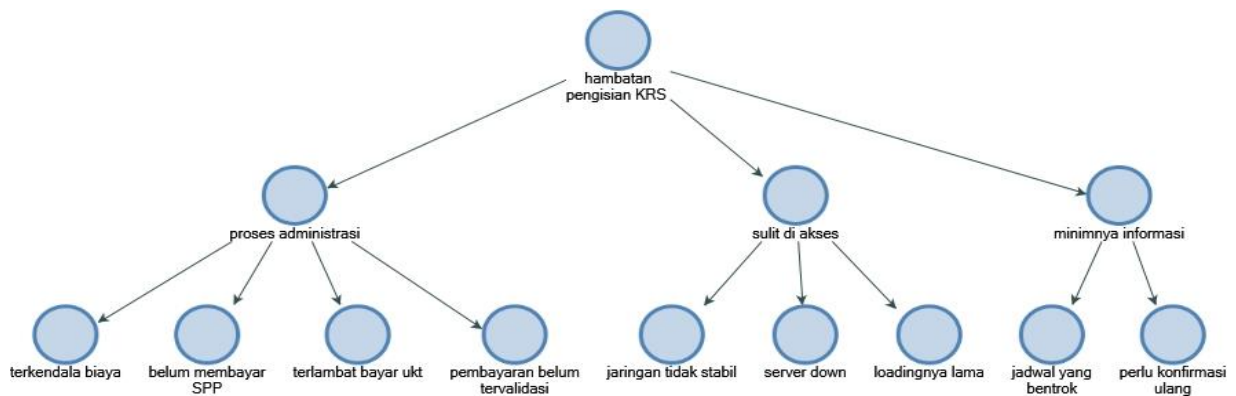 hambatan
pengisian KRS
proses administrasi
sulit di akses
minimnya informasi
terkendala biaya
belum membayar
SPP
terlambat bayar ukt
pembayaran belum
tervalidasi
jaringan tidak stabil
server down
loadingnya lama
jadwal yang
bentrok
perlu konfirmasi
ulang